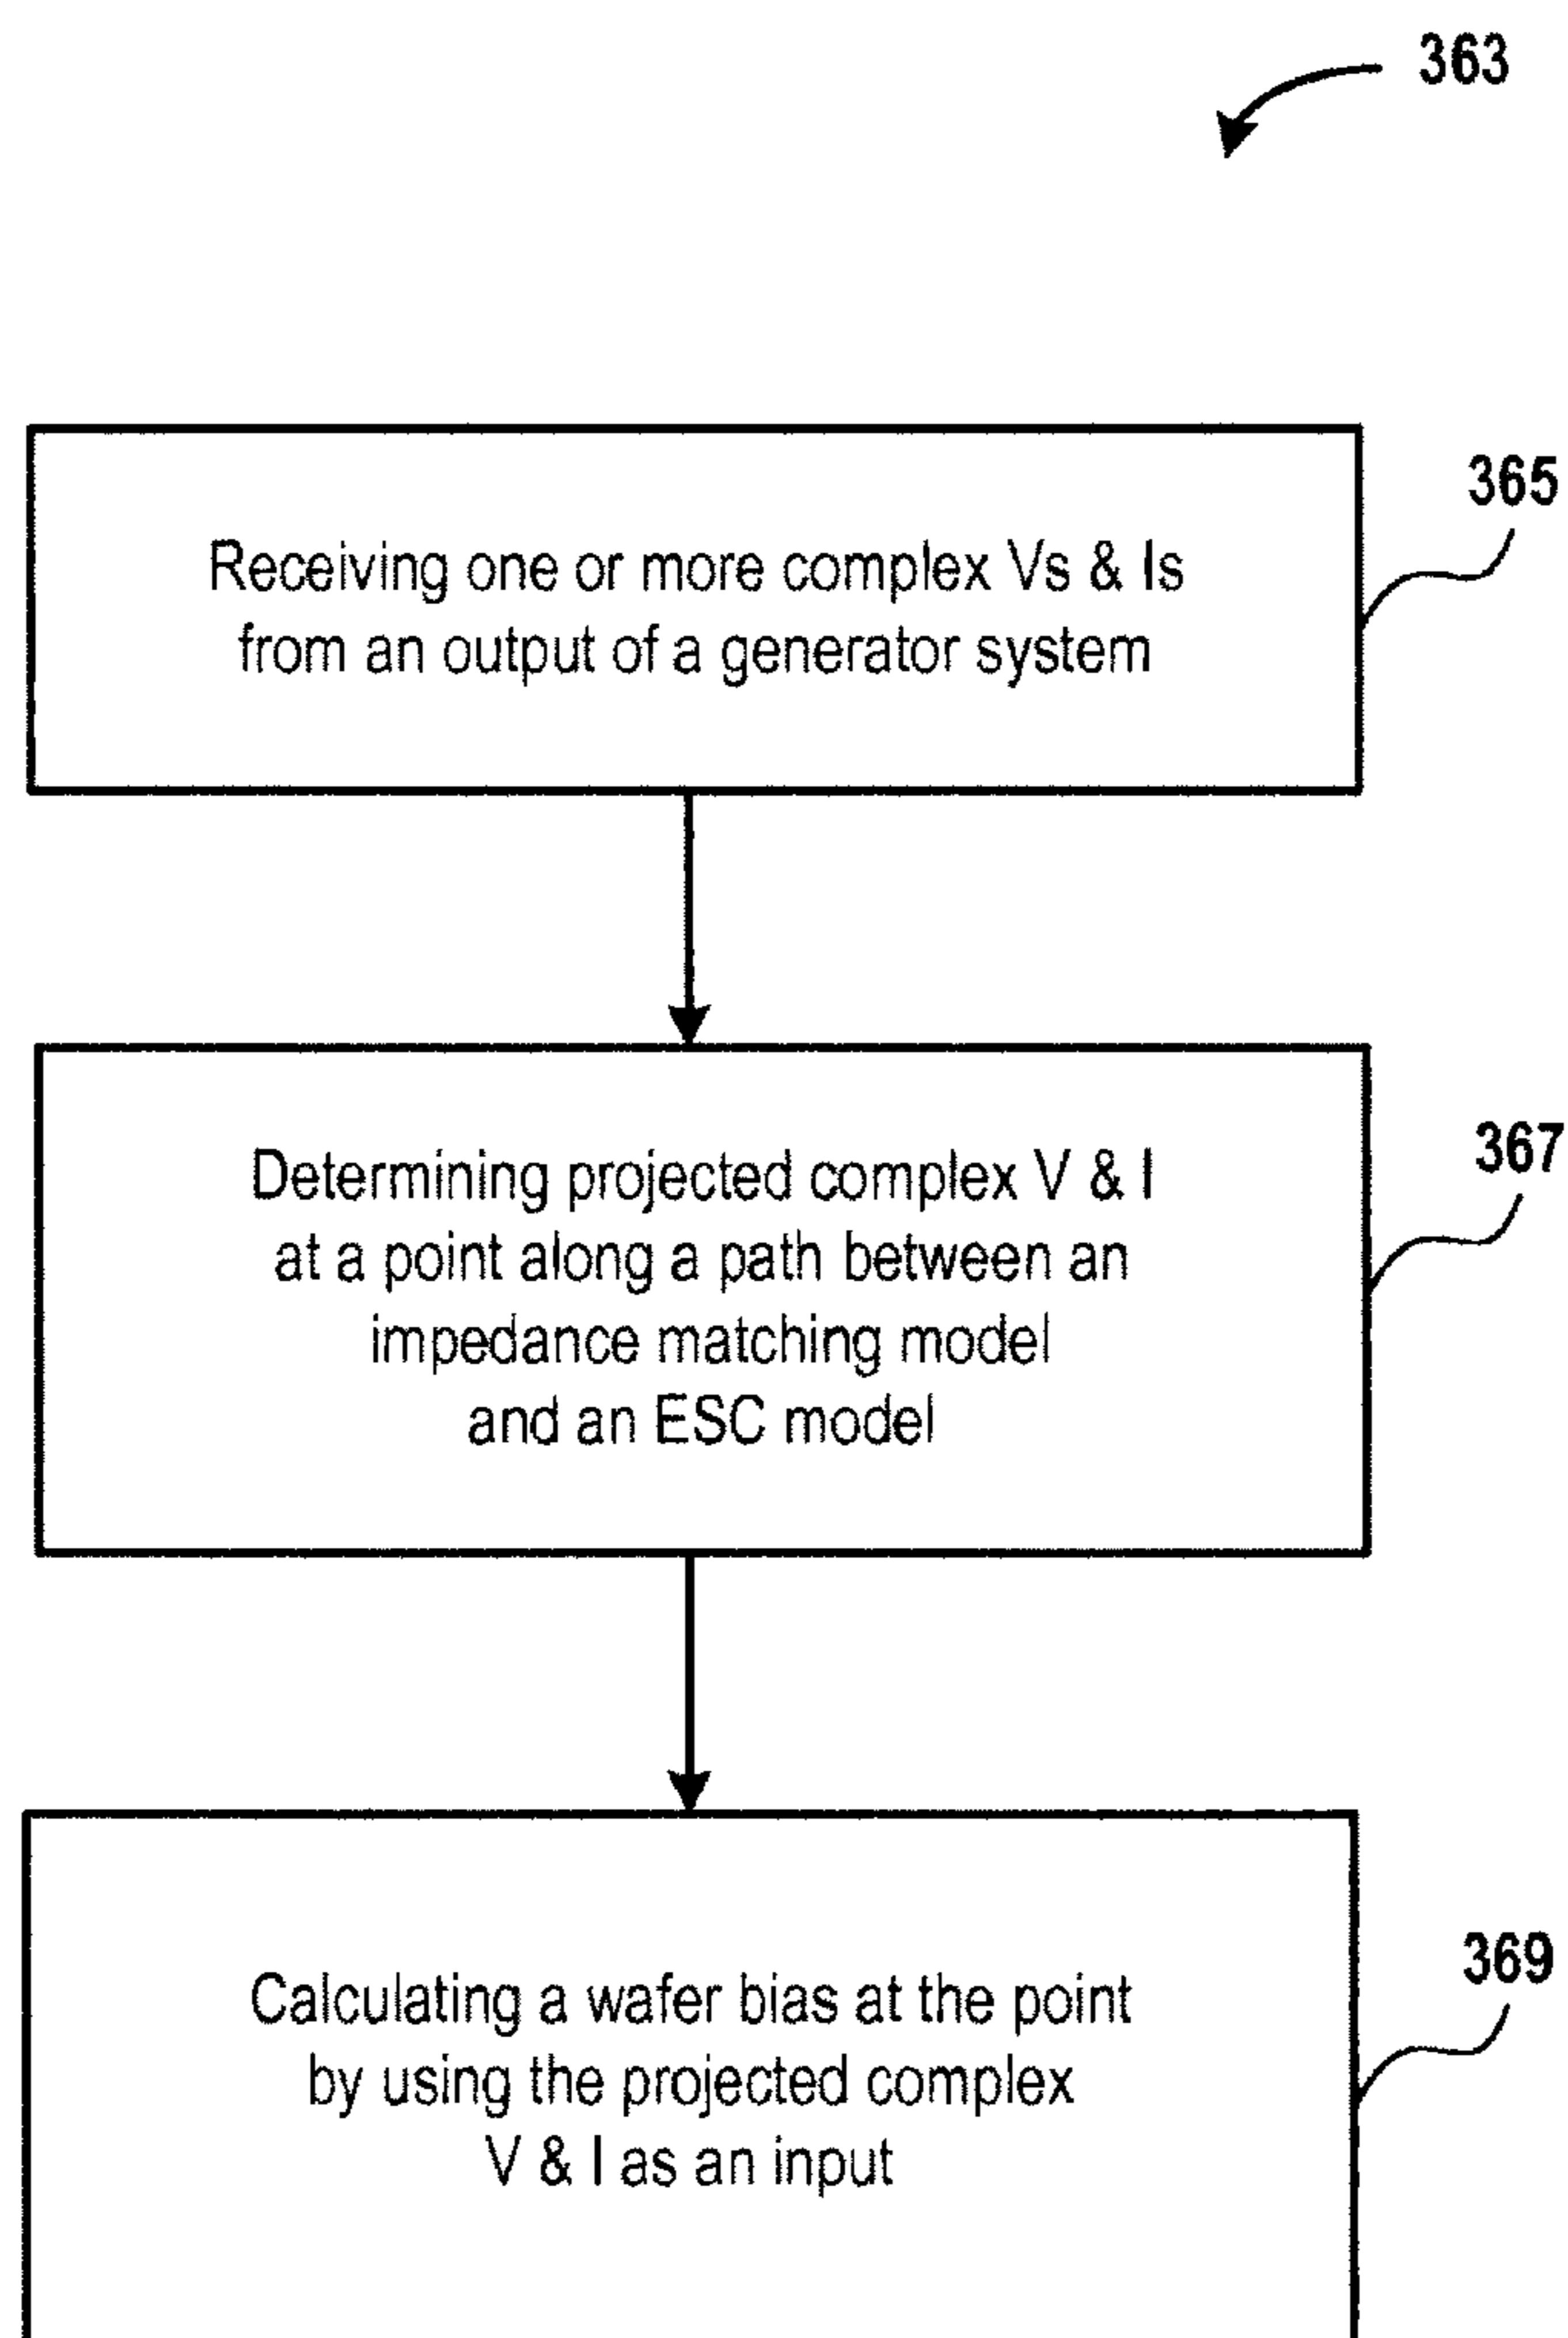 363
365
Receiving one or more complex Vs & Is
from an output of a generator system
367
Determining projected complex V & I
at a point along a path between an
impedance matching model
and an ESC model
369
Calculating a wafer bias at the point
by using the projected complex
V & I as an input